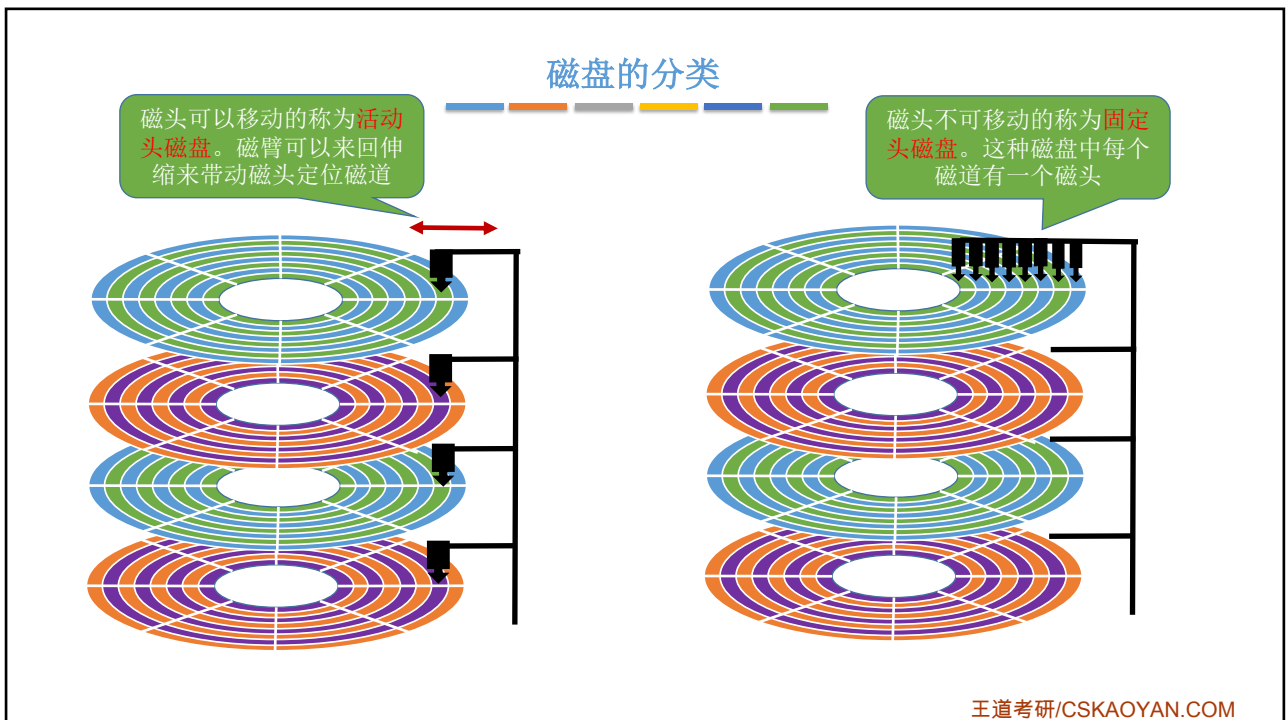 磁盘的分类
磁头可以移动的称为活动
头磁盘。磁臂可以来回伸
缩来带动磁头定位磁道
磁头不可移动的称为固定
头磁盘。这种磁盘中每个
磁道有一个磁头
王道考研/CSKAOYAN.COM